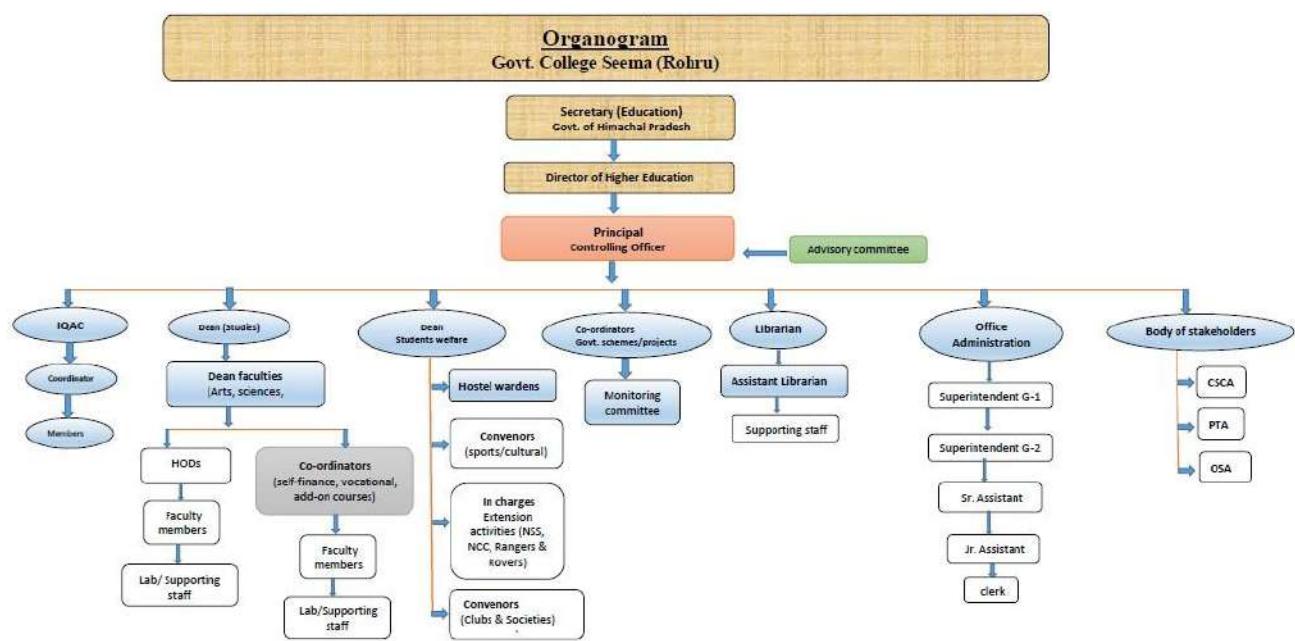 Organogram
Govt. College Seema (Rohru)
Secretary (Education)
Govt. of Himachal Pradesh
Director of Higher Education
Principal
Controlling Officer
Advisory committee
IQAC
Coordinator
Members
Dean (Studies)
Dean faculties
(Arts, sciences,
HODs
Faculty
members
Lab/ Supporting
staff
Co-ordinators
(self-finance, vocational,
add-on courses)
Faculty
members
Lab/Supporting
staff
Dean
Students welfare
Hostel wardens
Convenors
(sports/cultural)
In charges
Extension
activities (NSS,
NCC, Rangers &
Rovers)
Convenors
(Clubs & Societies)
Co-ordinators
Govt. schemes/projects
Monitoring
committee
Librarian
Assistant Librarian
Supporting staff
Office
Administration
Superintendent G-1
Superintendent G-2
Sr. Assistant
Jr. Assistant
clerk
Body of stakeholders
CSCA
PTA
OSA